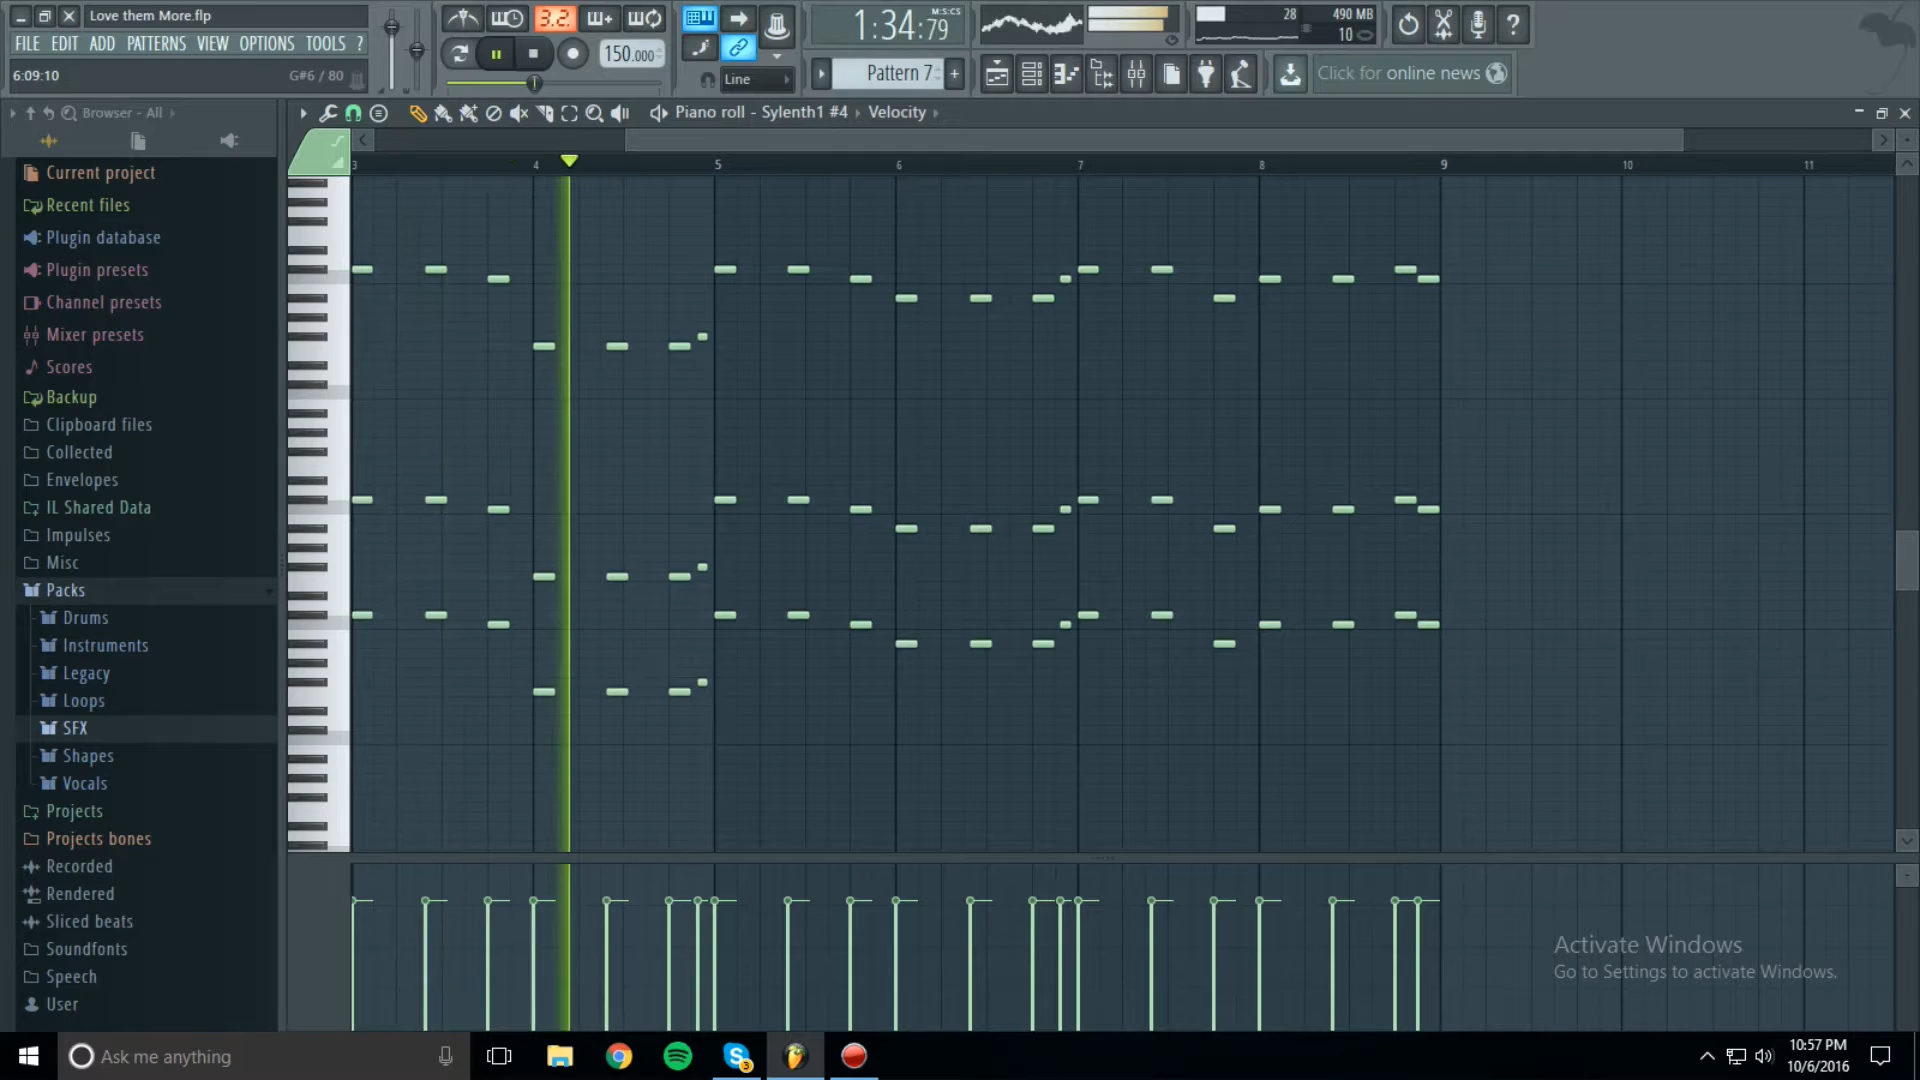 Love them More.flp
FILE EDIT ADD PATTERNS VIEW OPTIONS TOOLS ?
6:09:10 G#6 / 80
3.2.
150.000
Line
1:34:79 M:S:CS
Pattern 7
28 490 MB
10
Click for online news
Browser - All
Piano roll - Sylenth1 #4 Velocity
3 4 5 6 7 8 9 10 11
Current project
Recent files
Plugin database
Plugin presets
Channel presets
Mixer presets
Scores
Backup
Clipboard files
Collected
Envelopes
IL Shared Data
Impulses
Misc
Packs
Drums
Instruments
Legacy
Loops
SFX
Shapes
Vocals
Projects
Projects bones
Recorded
Rendered
Sliced beats
Soundfonts
Speech
User
Activate Windows
Go to Settings to activate Windows.
Ask me anything
3
10:57 PM
10/6/2016